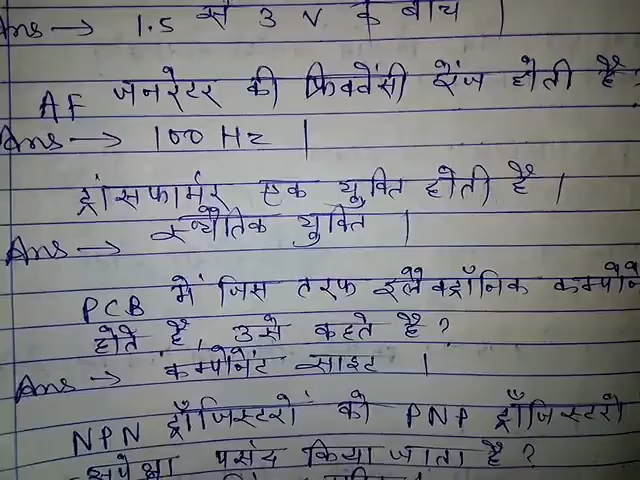 Ans → 1.5 से 3 V के बीच |
AF जनरेटर की फ्रिक्वेंसी रेंज होती है
Ans → 100 Hz |
ट्रांसफार्मर एक युक्ति होती है |
Ans → स्थैतिक युक्ति |
PCB में जिस तरफ इलैक्ट्रॉनिक कम्पोने
होते है, उसे कहते है?
Ans → कम्पोनेंट साइट |
NPN ट्राँजिस्टरों को PNP ट्राँजिस्टरो
अपेक्षा पसंद किया जाता है?